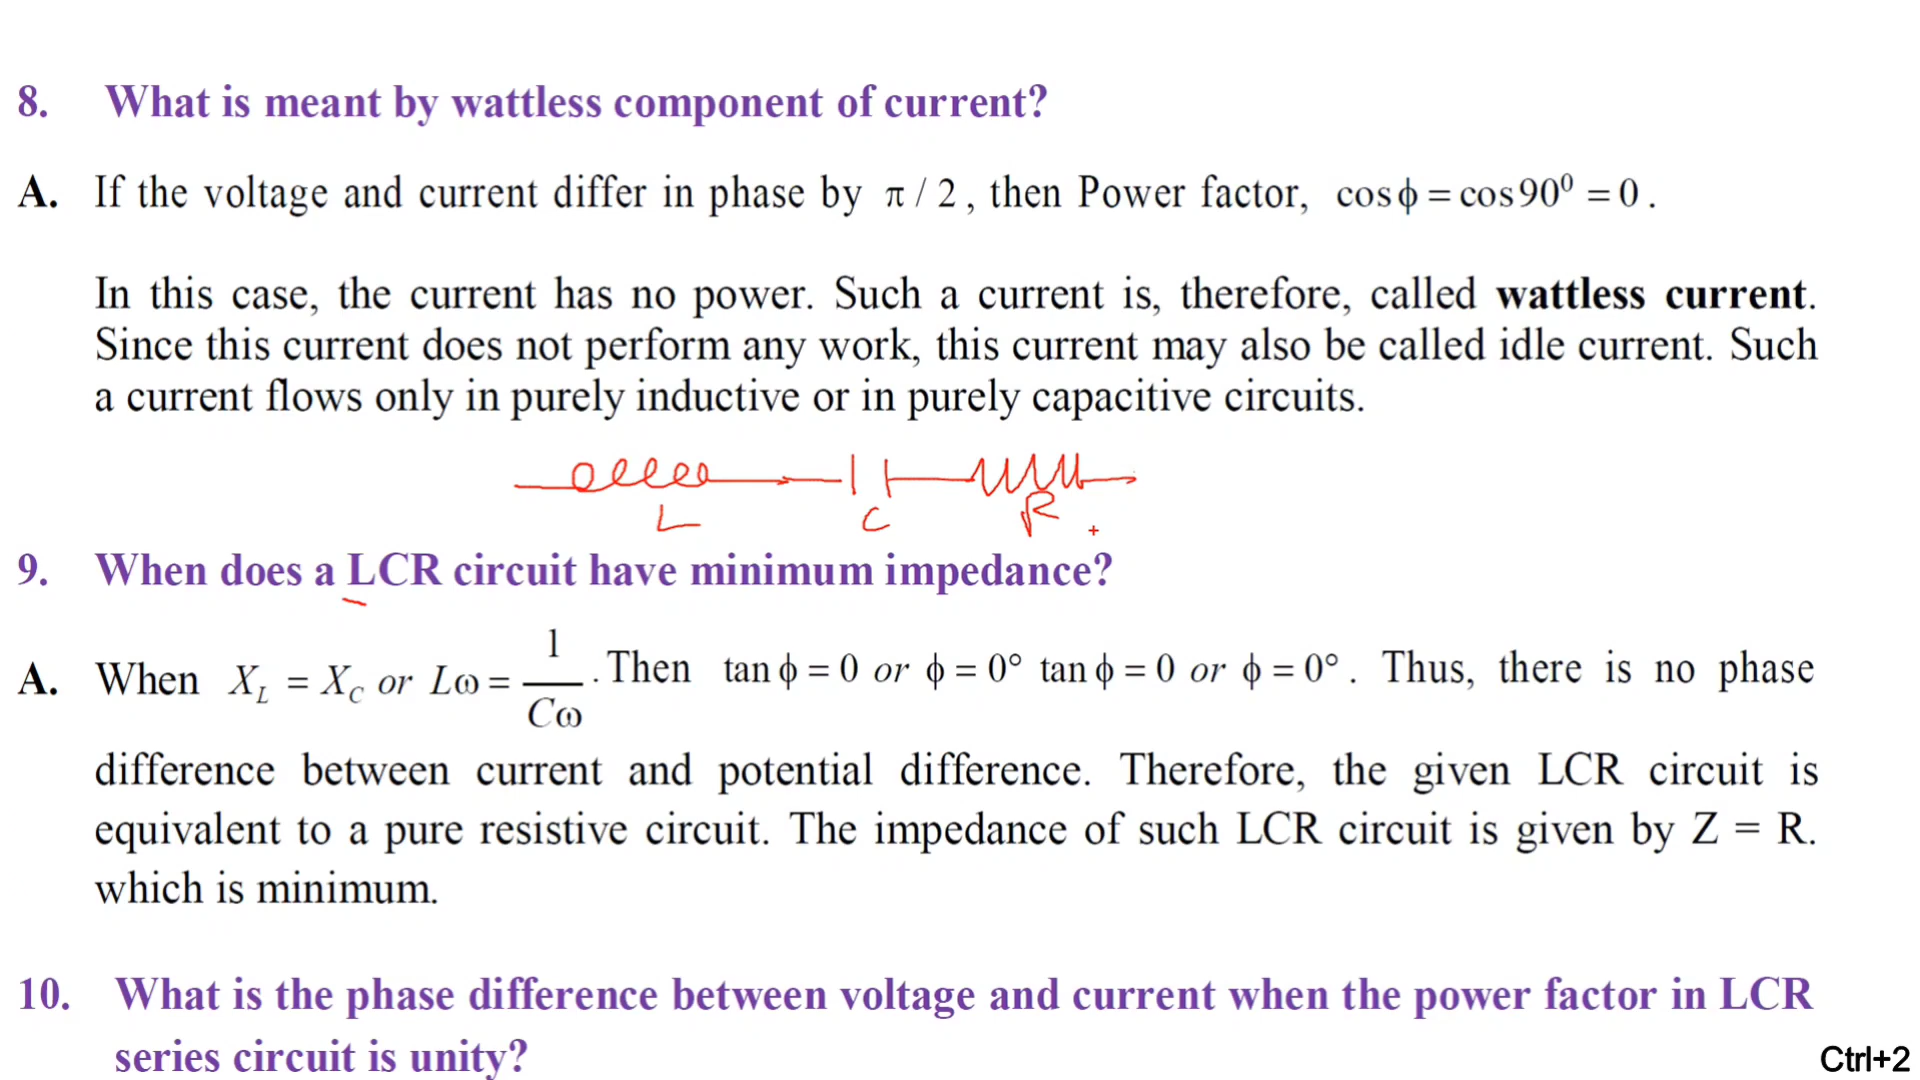 8. What is meant by wattless component of current?
A. If the voltage and current differ in phase by π / 2, then Power factor, cos ϕ = cos 90⁰ = 0 .
In this case, the current has no power. Such a current is, therefore, called wattless current.
Since this current does not perform any work, this current may also be called idle current. Such
a current flows only in purely inductive or in purely capacitive circuits.
L C R
9. When does a LCR circuit have minimum impedance?
A. When X_L = X_C or Lω = 1/Cω . Then tan ϕ = 0 or ϕ = 0° tan ϕ = 0 or ϕ = 0° . Thus, there is no phase
difference between current and potential difference. Therefore, the given LCR circuit is
equivalent to a pure resistive circuit. The impedance of such LCR circuit is given by Z = R.
which is minimum.
10. What is the phase difference between voltage and current when the power factor in LCR
series circuit is unity?
Ctrl+2